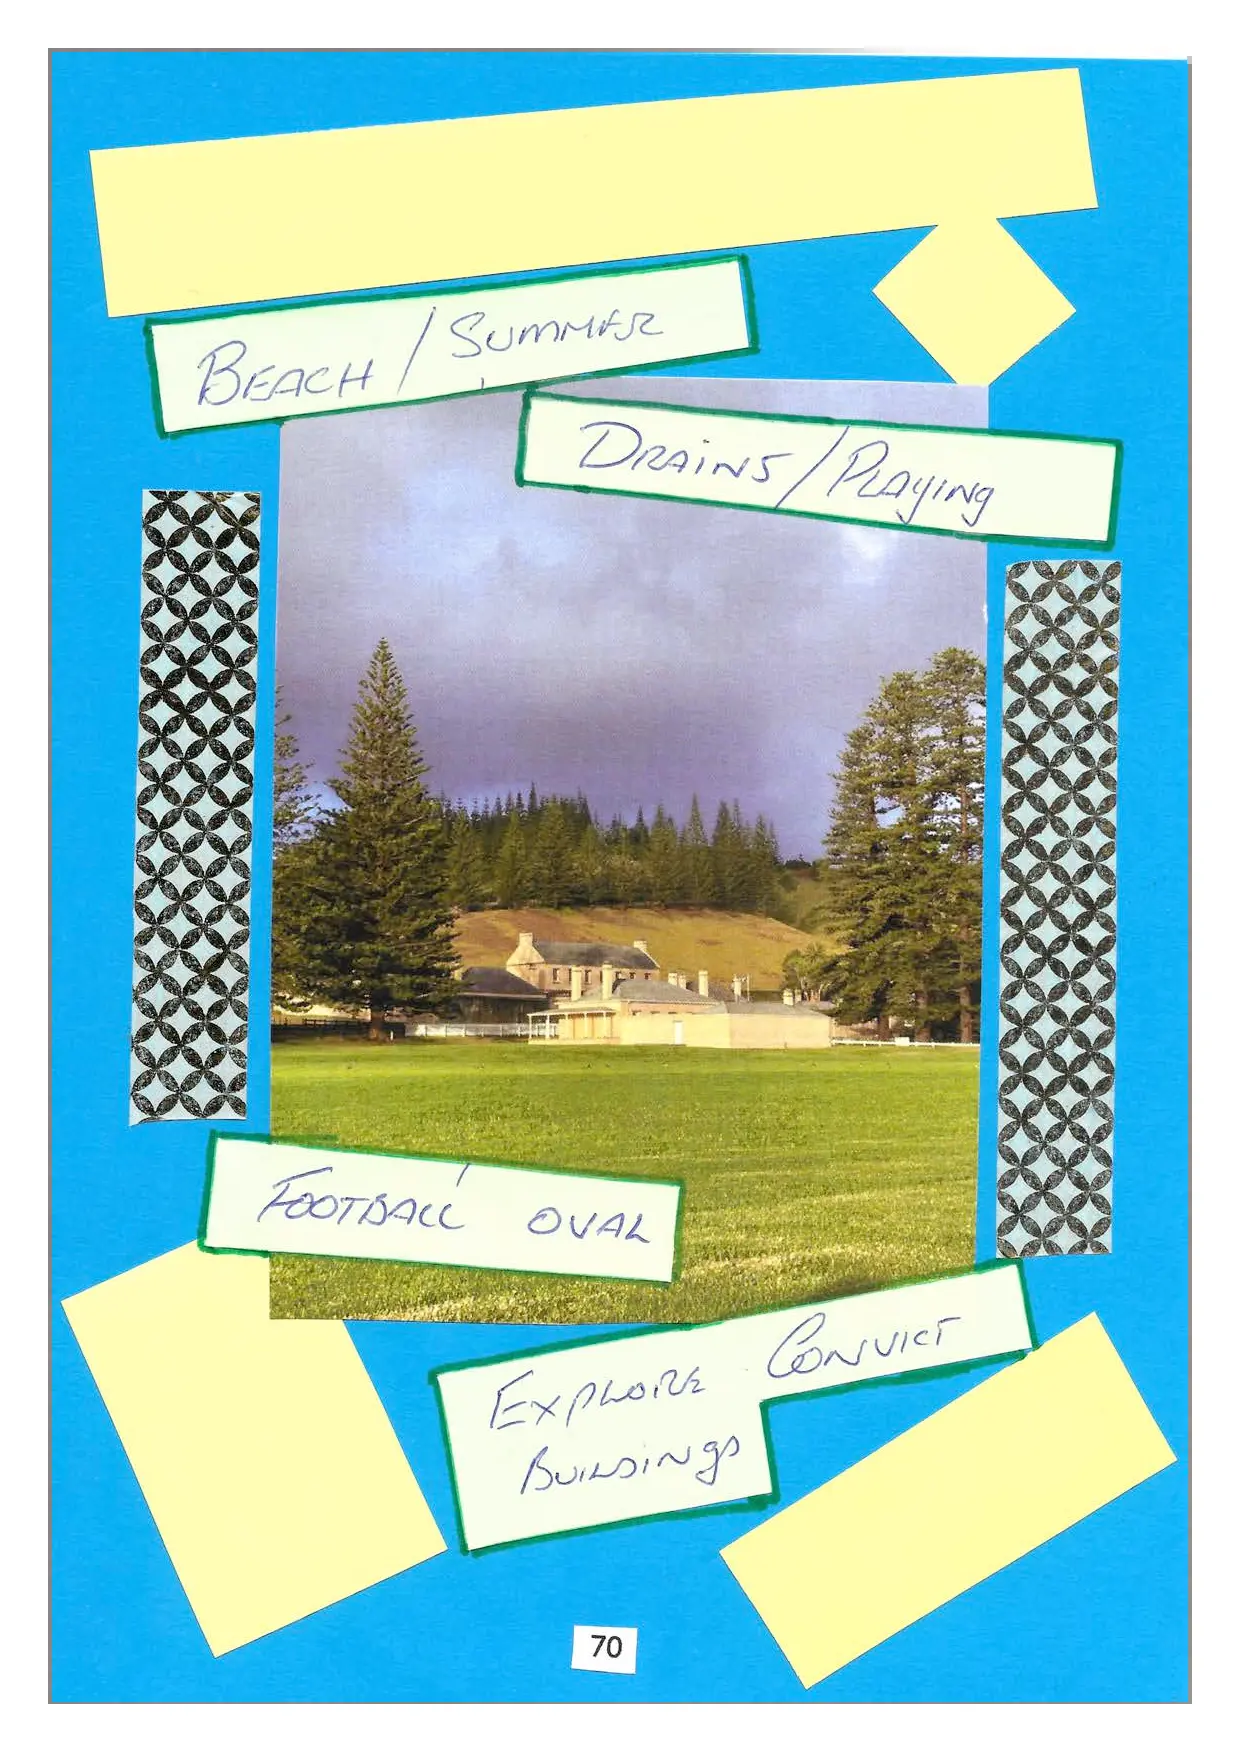 BEACH / SUMMER
DRAINS / PLAYING
FOOTBALL OVAL
EXPLORE CONVICT
BUILDINGS
70